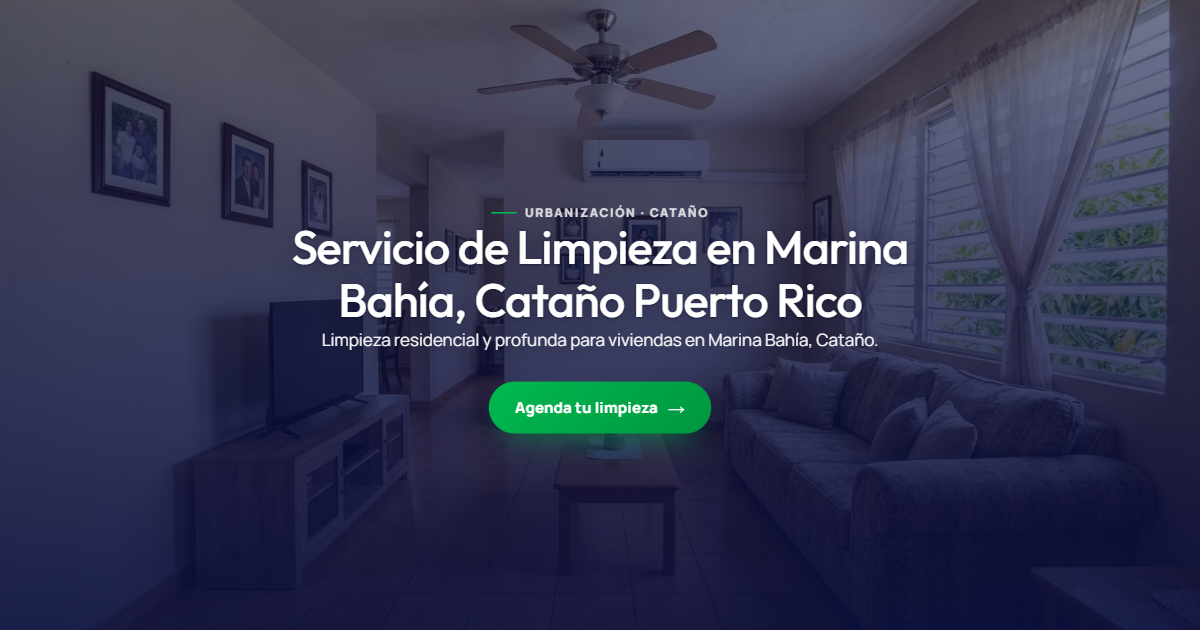 URBANIZACIÓN · CATAÑO
Servicio de Limpieza en Marina
Bahía, Cataño Puerto Rico
Limpieza residencial y profunda para viviendas en Marina Bahía, Cataño.
Agenda tu limpieza →